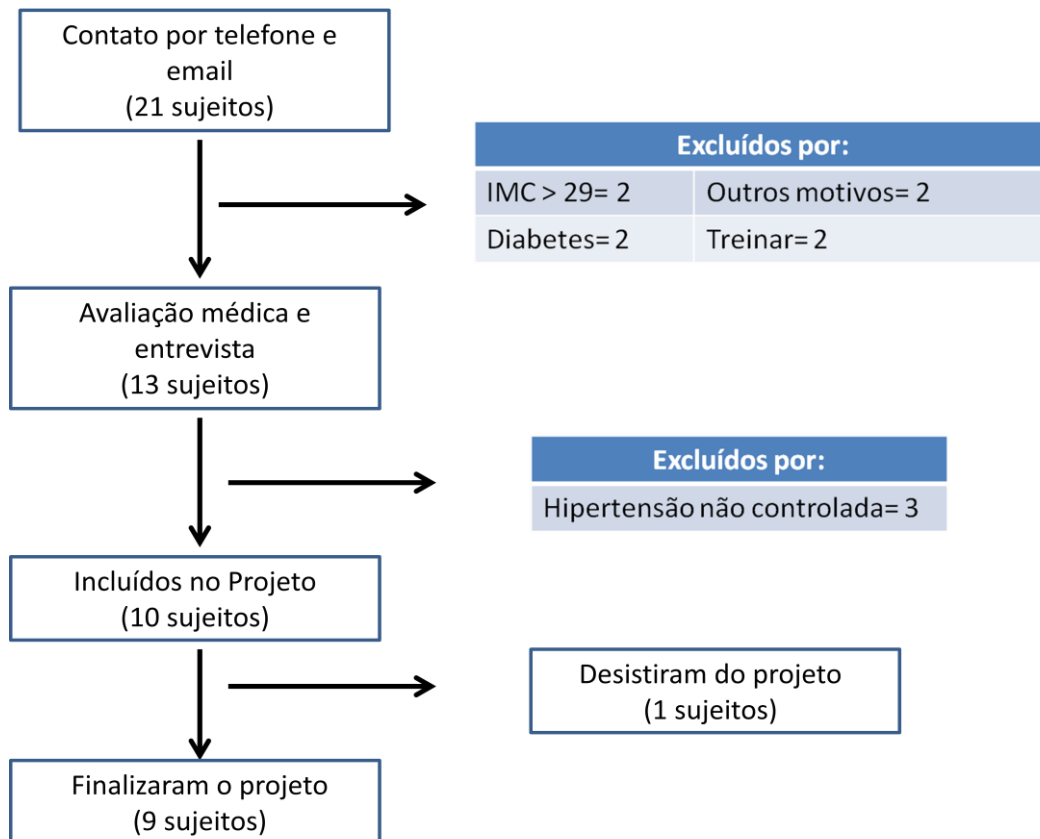 Contato por telefone e
email
(21 sujeitos)
Excluídos por:
IMC > 29= 2 Outros motivos= 2
Diabetes= 2 Treinar= 2
Avaliação médica e
entrevista
(13 sujeitos)
Excluídos por:
Hipertensão não controlada= 3
Incluídos no Projeto
(10 sujeitos)
Desistiram do projeto
(1 sujeitos)
Finalizaram o projeto
(9 sujeitos)